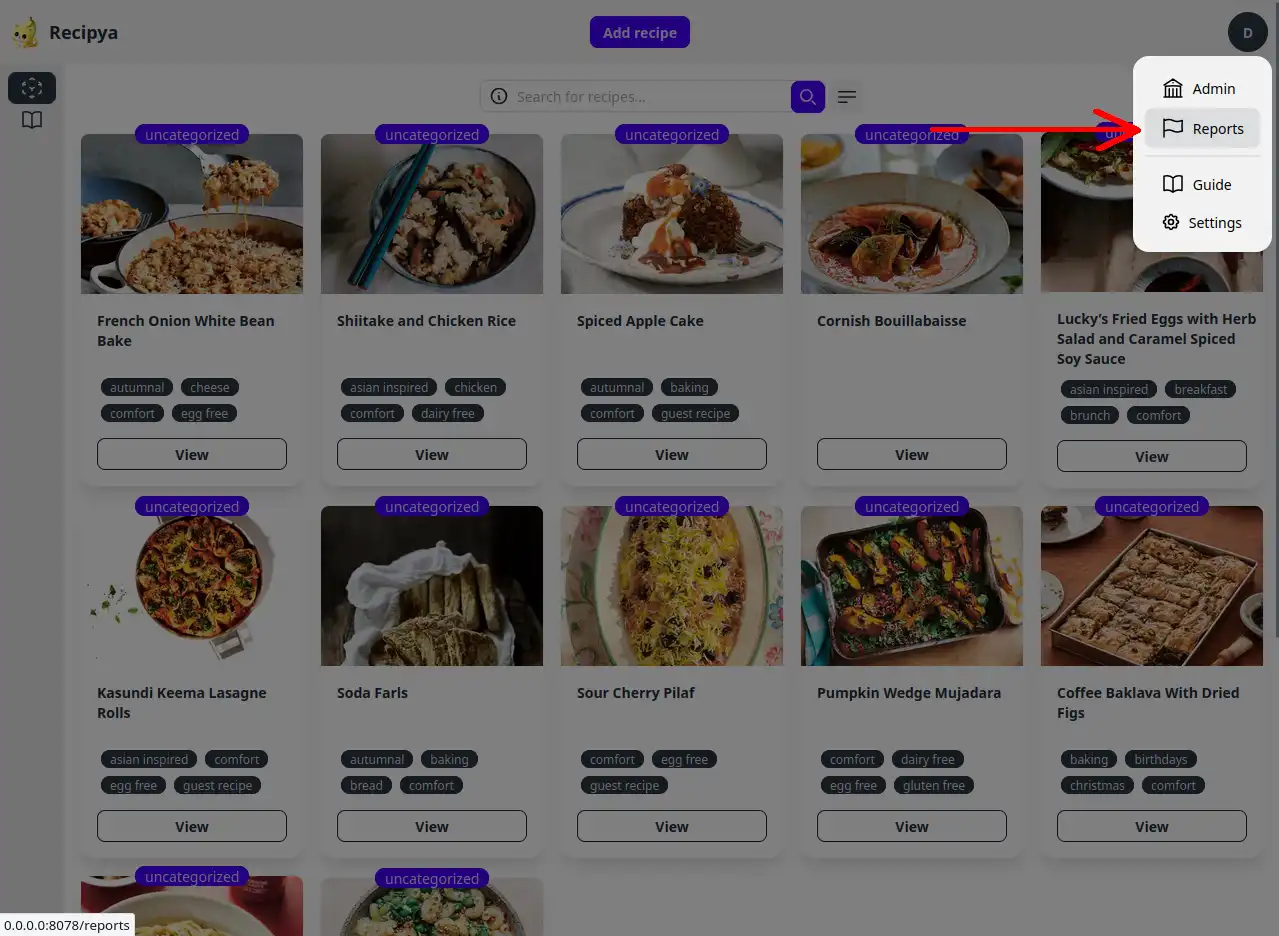 Recipya
Add recipe
D
Admin
Reports
Guide
Settings
Search for recipes...
uncategorized
uncategorized
uncategorized
uncategorized
un
French Onion White Bean
Bake
autumnal cheese
comfort egg free
View
Shiitake and Chicken Rice
asian inspired chicken
comfort dairy free
View
Spiced Apple Cake
autumnal baking
comfort guest recipe
View
Cornish Bouillabaisse
View
Lucky’s Fried Eggs with Herb
Salad and Caramel Spiced
Soy Sauce
asian inspired breakfast
brunch comfort
View
uncategorized
uncategorized
uncategorized
uncategorized
uncategorized
Kasundi Keema Lasagne
Rolls
asian inspired comfort
egg free guest recipe
View
Soda Farls
autumnal baking
bread comfort
View
Sour Cherry Pilaf
comfort egg free
guest recipe
View
Pumpkin Wedge Mujadara
comfort dairy free
egg free gluten free
View
Coffee Baklava With Dried
Figs
baking birthdays
christmas comfort
View
uncategorized
uncategorized
0.0.0.0:8078/reports